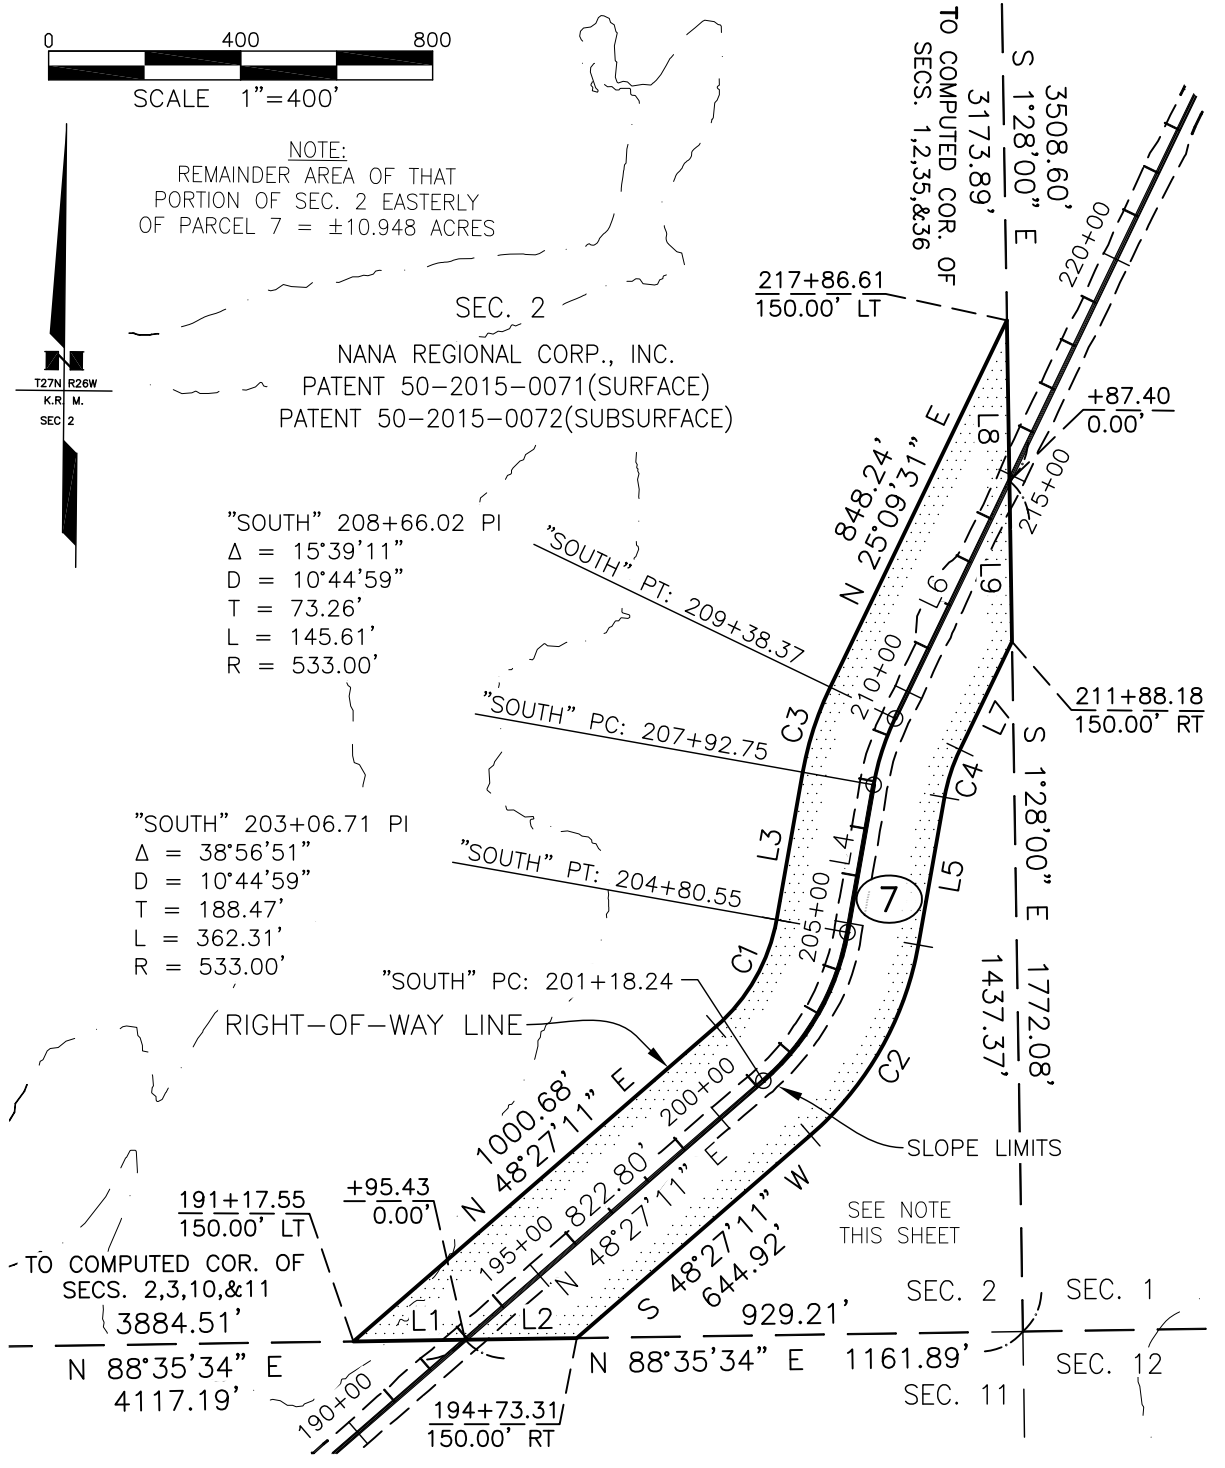 0 400 800
SCALE 1"=400'
NOTE:
REMAINDER AREA OF THAT
PORTION OF SEC. 2 EASTERLY
OF PARCEL 7 = ±10.948 ACRES
N
T27N R26W
K.R. M.
SEC 2
SEC. 2
NANA REGIONAL CORP., INC.
PATENT 50-2015-0071(SURFACE)
PATENT 50-2015-0072(SUBSURFACE)
3508.60'
S 1°28'00" E
3173.89'
TO COMPUTED COR. OF
SECS. 1,2,35,&36
220+00
217+86.61
150.00' LT
+87.40
0.00'
215+00
L8
L9
848.24'
N 25°09'31" E
L6
"SOUTH" 208+66.02 PI
Δ = 15°39'11"
D = 10°44'59"
T = 73.26'
L = 145.61'
R = 533.00'
"SOUTH" PT: 209+38.37
210+00
"SOUTH" PC: 207+92.75
C3
211+88.18
150.00' RT
L7
C4
"SOUTH" 203+06.71 PI
Δ = 38°56'51"
D = 10°44'59"
T = 188.47'
L = 362.31'
R = 533.00'
"SOUTH" PT: 204+80.55
L3
L4
L5
7
205+00
S 1°28'00" E 1772.08'
1437.37'
"SOUTH" PC: 201+18.24
C1
C2
RIGHT-OF-WAY LINE
200+00
SLOPE LIMITS
1000.68'
N 48°27'11" E
822.80'
N 48°27'11" E
195+00
S 48°27'11" W
644.92'
SEE NOTE
THIS SHEET
191+17.55
150.00' LT
+95.43
0.00'
TO COMPUTED COR. OF
SECS. 2,3,10,&11
3884.51'
N 88°35'34" E
4117.19'
L1
L2
190+00
194+73.31
150.00' RT
929.21'
N 88°35'34" E 1161.89'
SEC. 2
SEC. 1
SEC. 11
SEC. 12